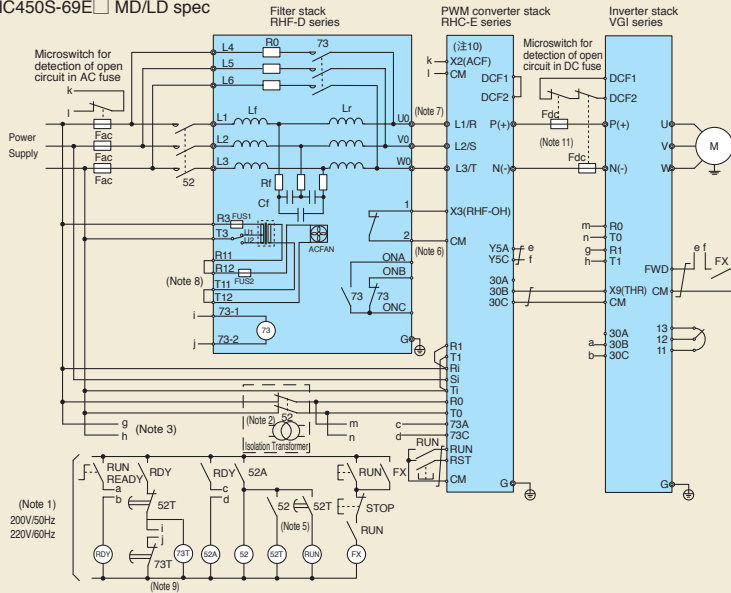 HC450S-69E□ MD/LD spec
Filter stack
RHF-D series
PWM converter stack
RHC-E series
Inverter stack
VGI series
Microswitch for
detection of open
circuit in AC fuse
k
l
Power
Supply
Fac
Fac
Fac
52
L4
L5
L6
R0
73
L1
L2
L3
Lf
Lr
U0
V0
W0
Rf
Cf
R3
FUS1
T3
U1
U2
ACFAN
R11
R12
FUS2
T11
T12
(Note 8)
i
73-1
73
j
73-2
1
2
ONA
ONB
73
73
ONC
G
(Note 7)
(Note 6)
(注10)
k
X2(ACF)
l
CM
DCF1
DCF2
L1/R
P(+)
L2/S
L3/T
N(-)
X3(RHF-OH)
CM
Y5A
e
Y5C
f
30A
30B
30C
R1
T1
Ri
Si
Ti
R0
T0
c
73A
d
73C
RUN
RUN
RST
CM
G
Microswitch for
detection of open
circuit in DC fuse
Fdc
(Note 11)
Fdc
DCF1
DCF2
P(+)
N(-)
U
V
W
M
m
R0
n
T0
g
R1
h
T1
e f
FX
FWD
X9(THR)
CM
CM
30A
a
30B
b
30C
13
12
11
G
g
h
(Note 3)
(Note 2)
52
Isolation Transformer
m
n
(Note 1)
200V/50Hz
220V/60Hz
RUN
READY
a
b
RDY
52T
i
j
73T
(Note 9)
RDY
c
d
52A
52
52T
(Note 5)
RUN
FX
STOP
RUN
RDY
73T
52A
52
52T
RUN
FX